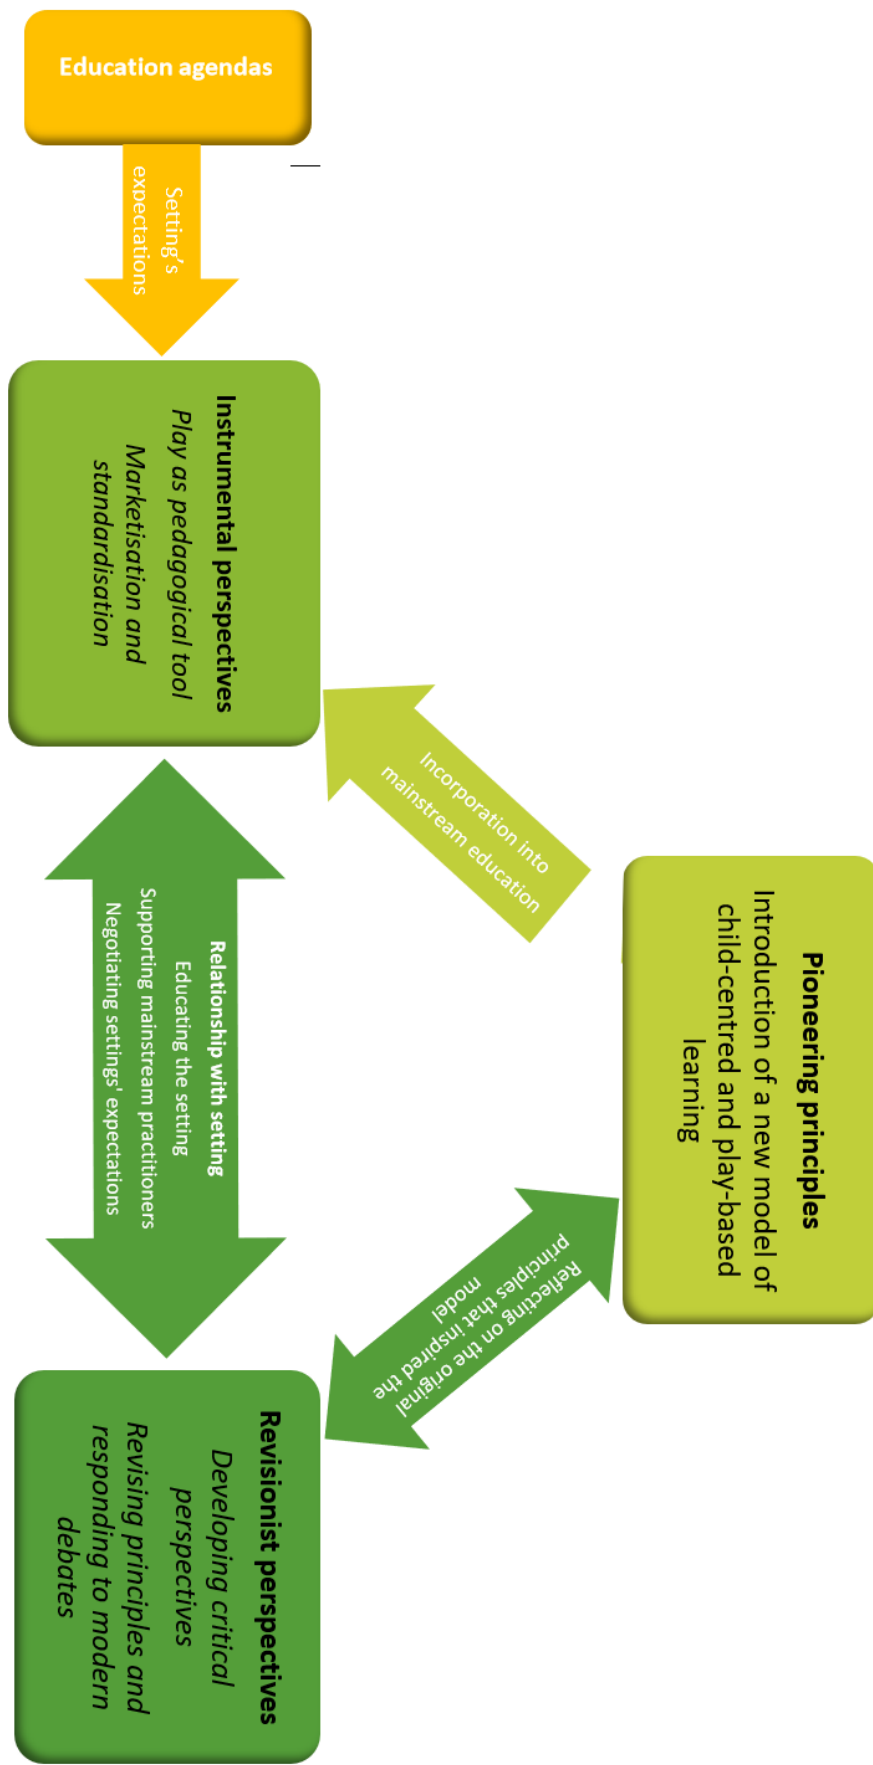 Education agendas
Setting's
expectations
Instrumental perspectives
Play as pedagogical tool
Marketisation and
standardisation
Incorporation into
mainstream education
Pioneering principles
Introduction of a new model of
child-centred and play-based
learning
Relationship with setting
Educating the setting
Supporting mainstream practitioners
Negotiating settings' expectations
Reflecting on the original
principles that inspired the
model
Revisionist perspectives
Developing critical
perspectives
Revising principles and
responding to modern
debates